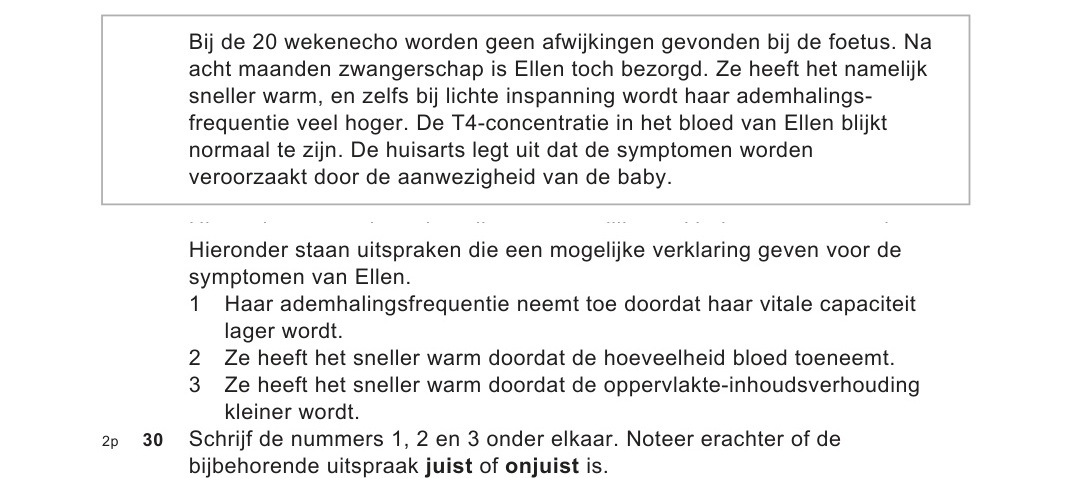 Bij de 20 wekenecho worden geen afwijkingen gevonden bij de foetus. Na
acht maanden zwangerschap is Ellen toch bezorgd. Ze heeft het namelijk
sneller warm, en zelfs bij lichte inspanning wordt haar ademhalings-
frequentie veel hoger. De T4-concentratie in het bloed van Ellen blijkt
normaal te zijn. De huisarts legt uit dat de symptomen worden
veroorzaakt door de aanwezigheid van de baby.
Hieronder staan uitspraken die een mogelijke verklaring geven voor de
symptomen van Ellen.
1 Haar ademhalingsfrequentie neemt toe doordat haar vitale capaciteit
lager wordt.
2 Ze heeft het sneller warm doordat de hoeveelheid bloed toeneemt.
3 Ze heeft het sneller warm doordat de oppervlakte-inhoudsverhouding
kleiner wordt.
2p 30 Schrijf de nummers 1, 2 en 3 onder elkaar. Noteer erachter of de
bijbehorende uitspraak juist of onjuist is.